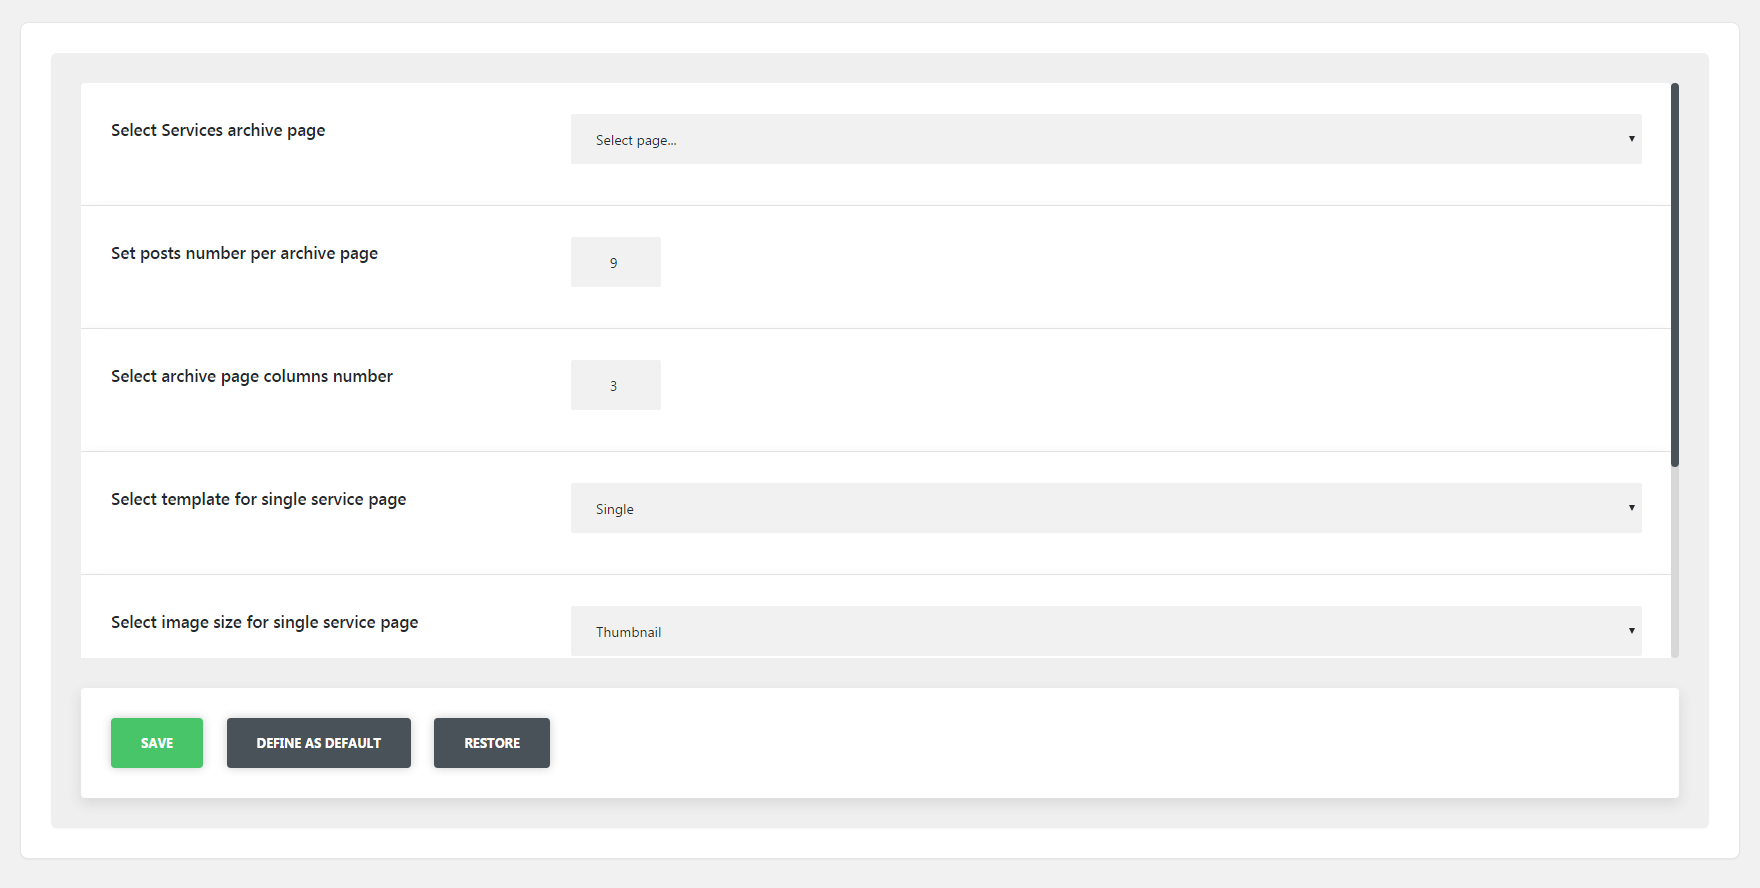 Select Services archive page
Select page...
Set posts number per archive page
9
Select archive page columns number
3
Select template for single service page
Single
Select image size for single service page
Thumbnail
SAVE
DEFINE AS DEFAULT
RESTORE